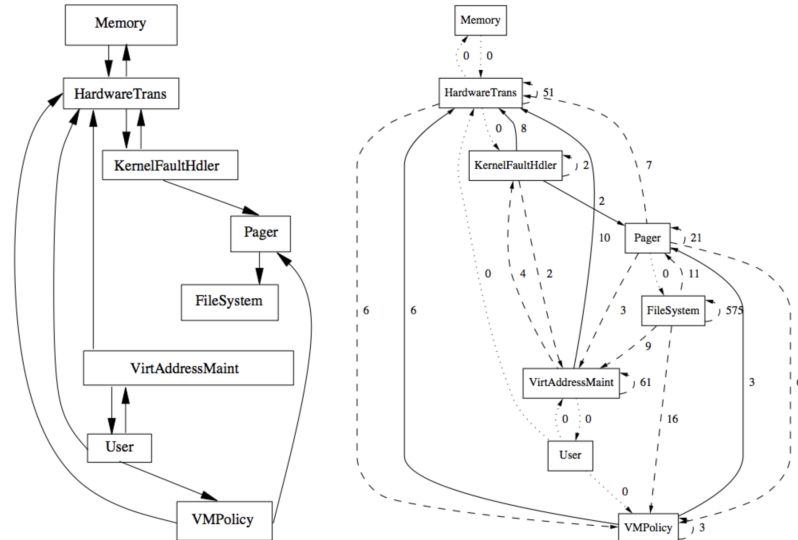 Memory
HardwareTrans
KernelFaultHdler
Pager
FileSystem
VirtAddressMaint
User
VMPolicy
Memory
0
0
HardwareTrans
51
0
8
KernelFaultHdler
2
7
2
Pager
21
10
0
4
2
0
11
FileSystem
575
6
6
3
9
VirtAddressMaint
61
3
0
0
16
User
0
VMPolicy
3